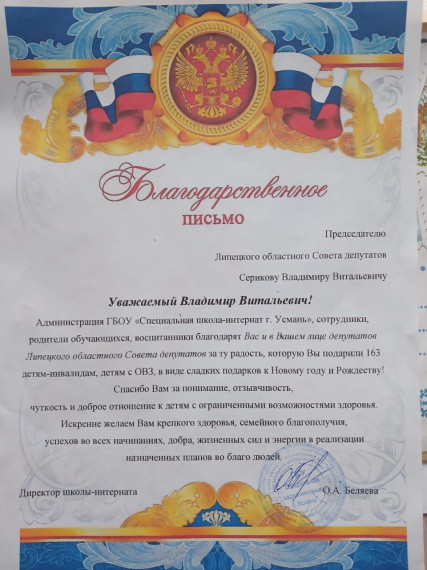 Благодарственное
ПИСЬМО
Председателю
Липецкого областного Совета депутатов
Серикову Владимиру Витальевичу
Уважаемый Владимир Витальевич!
Администрация ГБОУ «Специальная школа-интернат г. Усмань», сотрудники,
родители обучающихся, воспитанники благодарят Вас и в Вашем лице депутатов
Липецкого областного Совета депутатов за ту радость, которую Вы подарили 163
детям-инвалидам, детям с ОВЗ, в виде сладких подарков к Новому году и Рождеству!
Спасибо Вам за понимание, отзывчивость,
чуткость и доброе отношение к детям с ограниченными возможностями здоровья.
Искренне желаем Вам крепкого здоровья, семейного благополучия,
успехов во всех начинаниях, добра, жизненных сил и энергии в реализации
назначенных планов во благо людей.
Директор школы-интерната О.А. Беляева